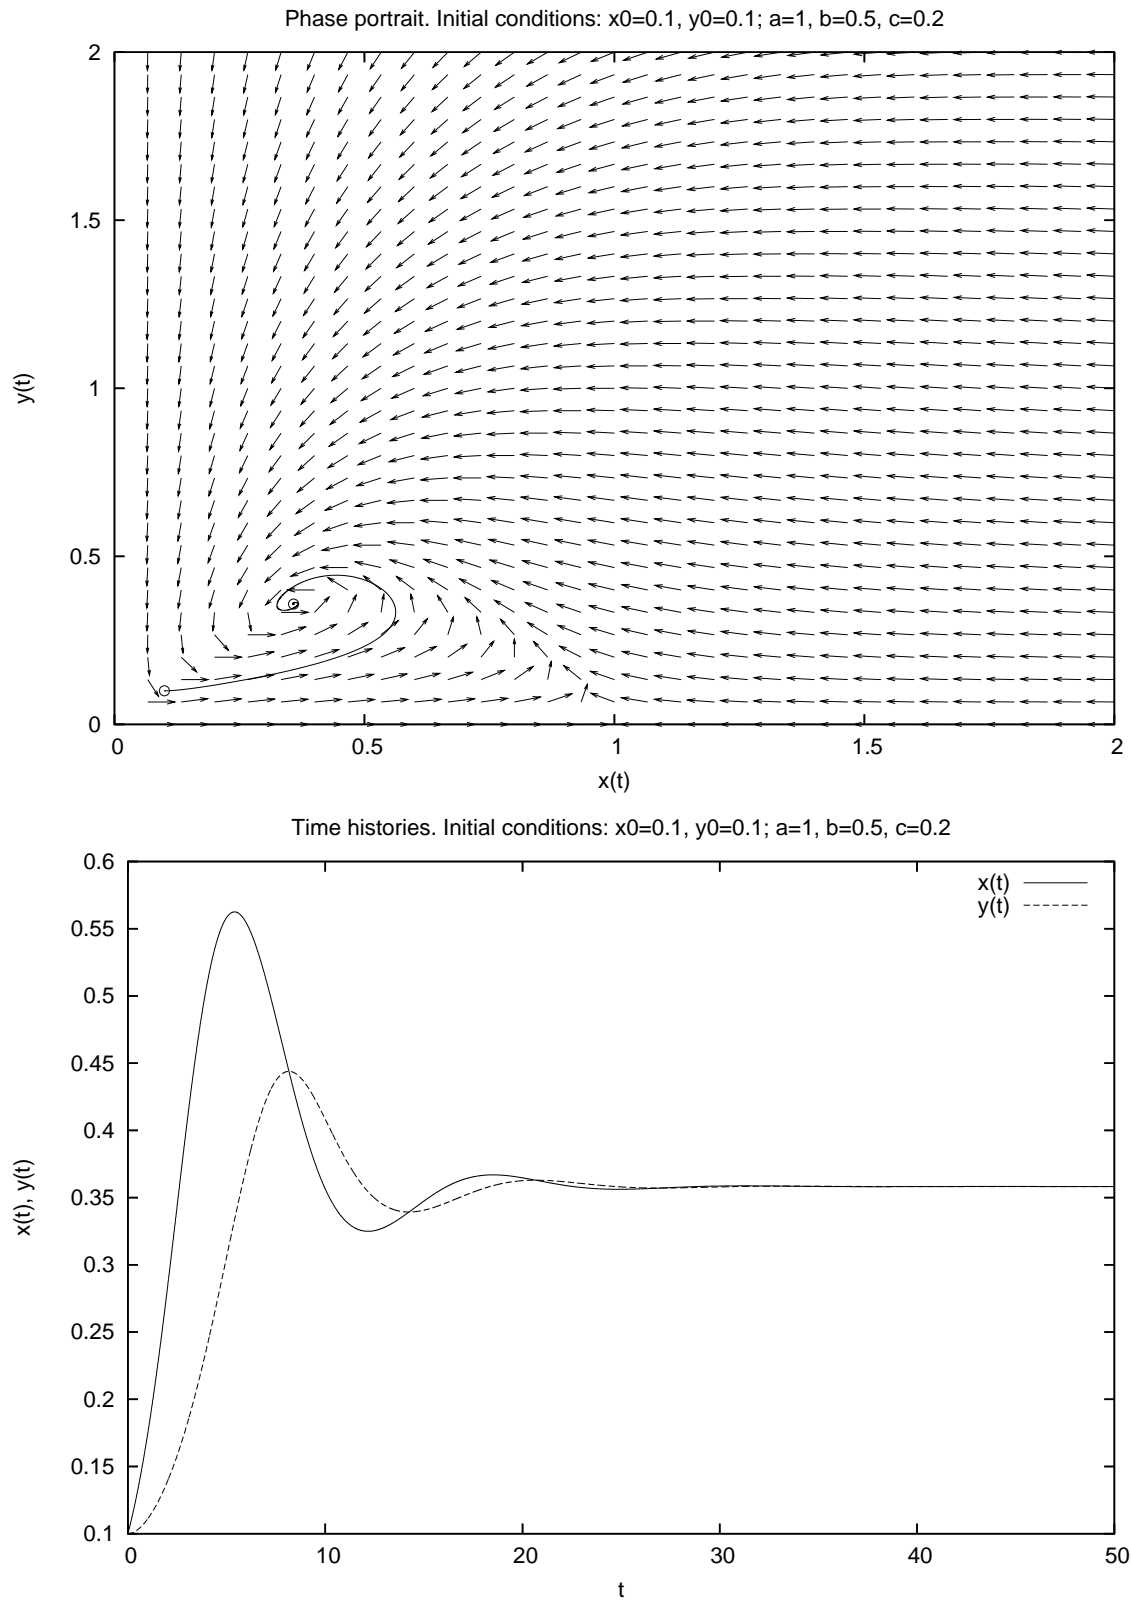 Phase portrait. Initial conditions: x0=0.1, y0=0.1; a=1, b=0.5, c=0.2
2
1.5
1
0.5
0
y(t)
0 0.5 1 1.5 2
x(t)
Time histories. Initial conditions: x0=0.1, y0=0.1; a=1, b=0.5, c=0.2
0.6
x(t)
y(t)
0.55
0.5
0.45
0.4
0.35
0.3
0.25
0.2
0.15
0.1
x(t), y(t)
0 10 20 30 40 50
t